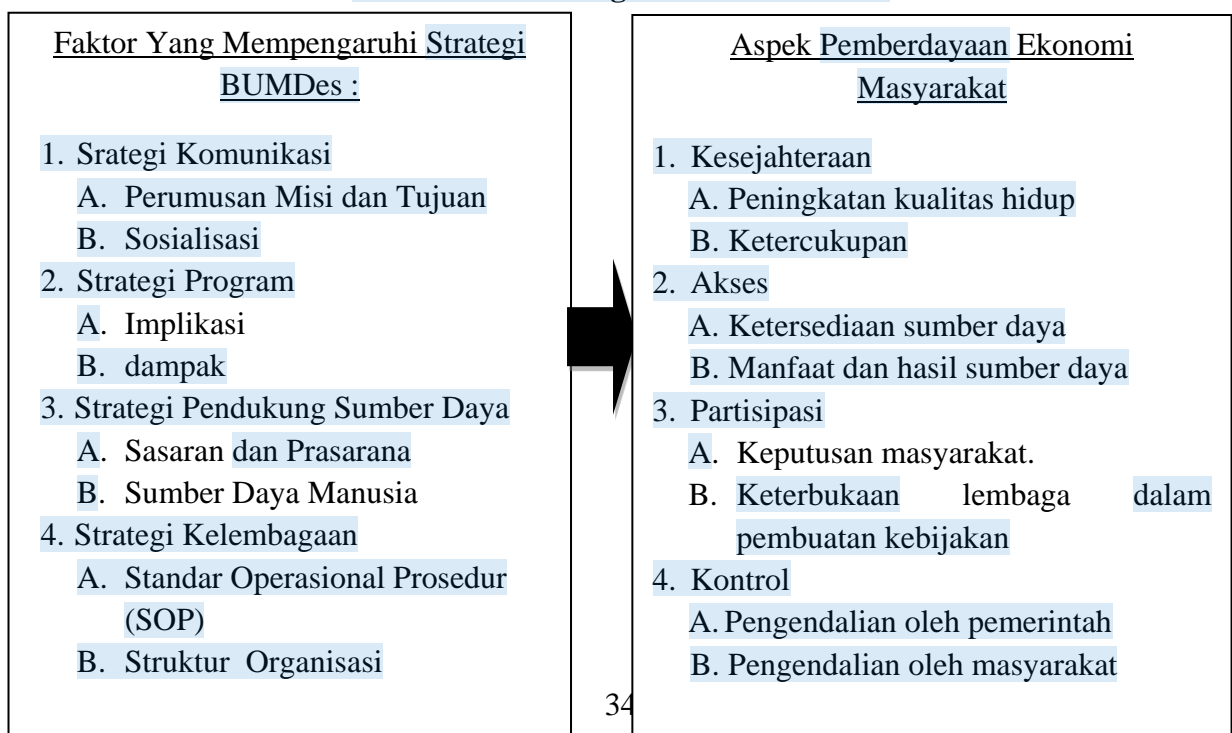 Faktor Yang Mempengaruhi Strategi
BUMDes :
1. Srategi Komunikasi
A. Perumusan Misi dan Tujuan
B. Sosialisasi
2. Strategi Program
A. Implikasi
B. dampak
3. Strategi Pendukung Sumber Daya
A. Sasaran dan Prasarana
B. Sumber Daya Manusia
4. Strategi Kelembagaan
A. Standar Operasional Prosedur
(SOP)
B. Struktur Organisasi
Aspek Pemberdayaan Ekonomi
Masyarakat
1. Kesejahteraan
A. Peningkatan kualitas hidup
B. Ketercukupan
2. Akses
A. Ketersediaan sumber daya
B. Manfaat dan hasil sumber daya
3. Partisipasi
A. Keputusan masyarakat.
B. Keterbukaan lembaga dalam
pembuatan kebijakan
4. Kontrol
A. Pengendalian oleh pemerintah
B. Pengendalian oleh masyarakat
34